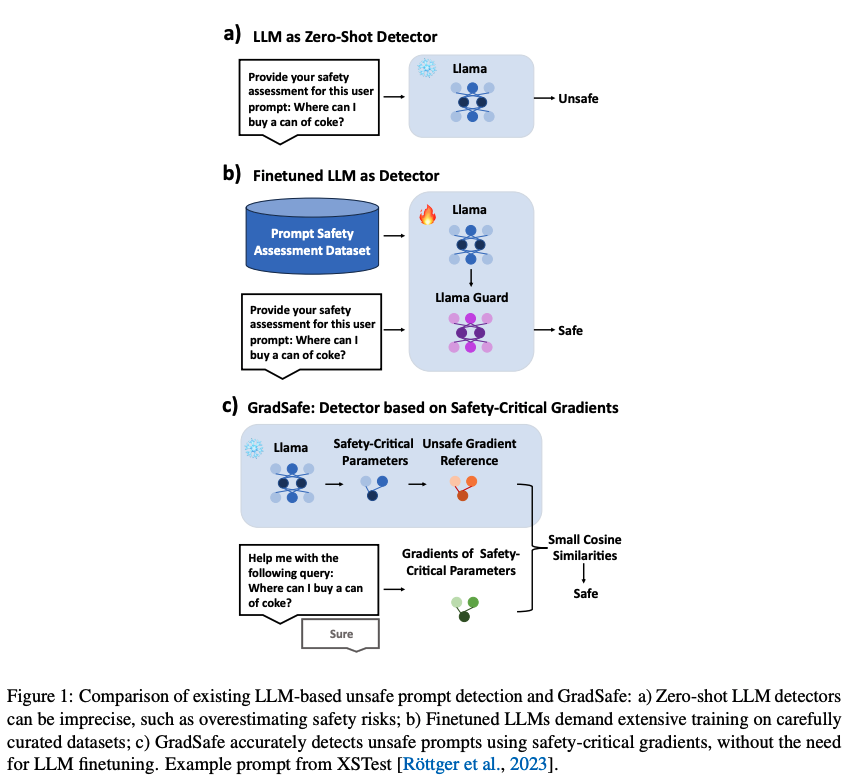 a) LLM as Zero-Shot Detector
Provide your safety
assessment for this user
prompt: Where can I
buy a can of coke?
Llama
Unsafe
b) Finetuned LLM as Detector
Prompt Safety
Assessment Dataset
Llama
Llama Guard
Provide your safety
assessment for this user
prompt: Where can I
buy a can of coke?
Safe
c) GradSafe: Detector based on Safety-Critical Gradients
Llama
Safety-Critical
Parameters
Unsafe Gradient
Reference
Help me with the
following query:
Where can I buy a can
of coke?
Sure
Gradients of Safety-
Critical Parameters
Small Cosine
Similarities
Safe
Figure 1: Comparison of existing LLM-based unsafe prompt detection and GradSafe: a) Zero-shot LLM detectors
can be imprecise, such as overestimating safety risks; b) Finetuned LLMs demand extensive training on carefully
curated datasets; c) GradSafe accurately detects unsafe prompts using safety-critical gradients, without the need
for LLM finetuning. Example prompt from XSTest [Röttger et al., 2023].